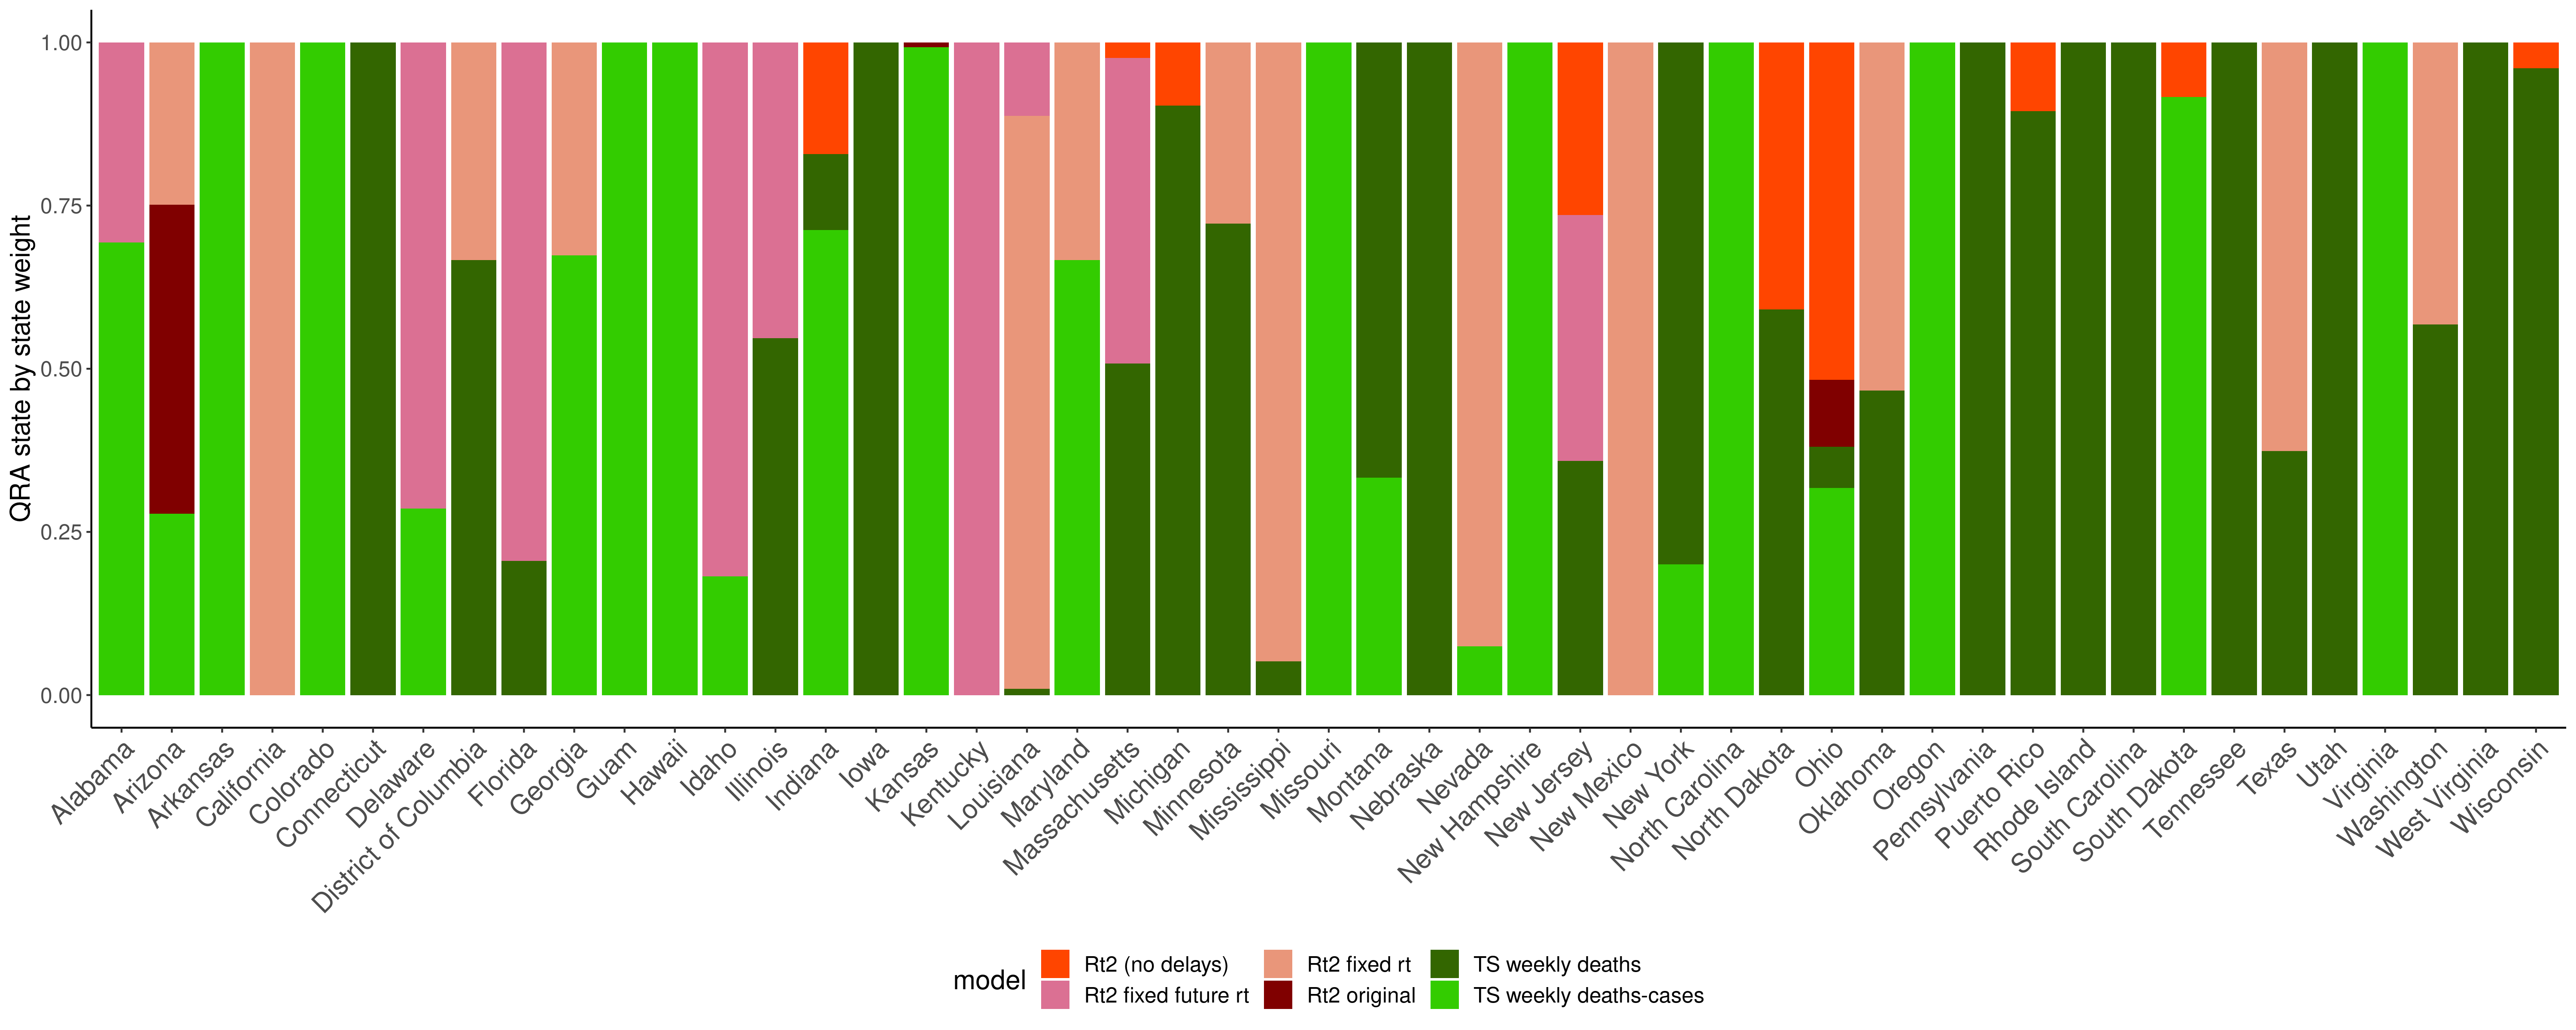 QRA state by state weight
1.00
0.75
0.50
0.25
0.00
Alabama
Arizona
Arkansas
California
Colorado
Connecticut
Delaware
District of Columbia
Florida
Georgia
Guam
Hawaii
Idaho
Illinois
Indiana
Iowa
Kansas
Kentucky
Louisiana
Maryland
Massachusetts
Michigan
Minnesota
Mississippi
Missouri
Montana
Nebraska
Nevada
New Hampshire
New Jersey
New Mexico
New York
North Carolina
North Dakota
Ohio
Oklahoma
Oregon
Pennsylvania
Puerto Rico
Rhode Island
South Carolina
South Dakota
Tennessee
Texas
Utah
Virginia
Washington
West Virginia
Wisconsin
model
Rt2 (no delays)
Rt2 fixed future rt
Rt2 fixed rt
Rt2 original
TS weekly deaths
TS weekly deaths-cases